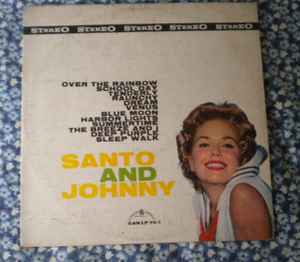 STEREO STEREO STEREO STEREO STEREO
OVER THE RAINBOW
SCHOOL DAY
TENDERLY
RAUNCHY
DREAM
VENUS
BLUE MOON
HARBOR LIGHTS
SUMMERTIME
THE BREEZE AND I
DEEP PURPLE
SLEEP WALK
SANTO
AND
JOHNNY